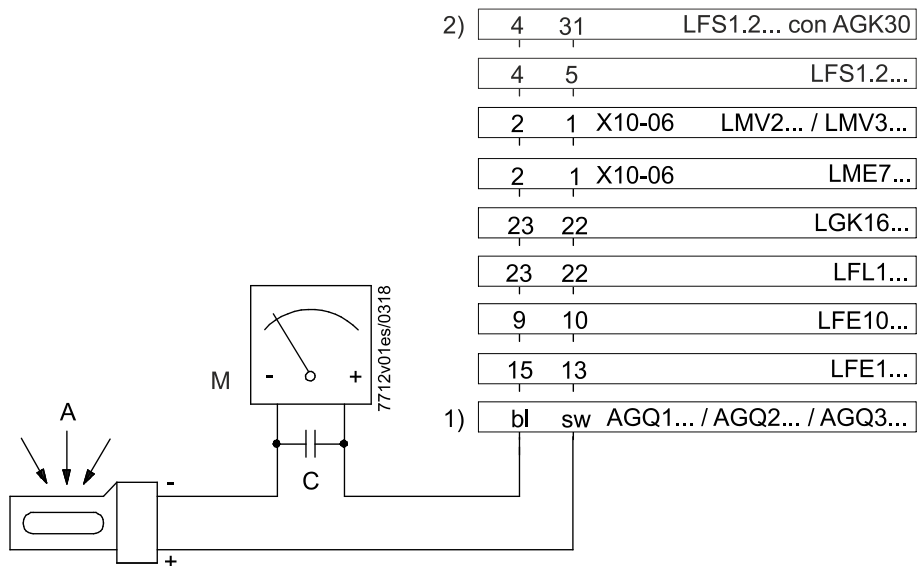 2) 4 31 LFS1.2... con AGK30
4 5 LFS1.2...
2 1 X10-06 LMV2... / LMV3...
2 1 X10-06 LME7...
23 22 LGK16...
23 22 LFL1...
9 10 LFE10...
15 13 LFE1...
1) bl sw AGQ1... / AGQ2... / AGQ3...
M - +
7712v01es/0318
A
C
-
+